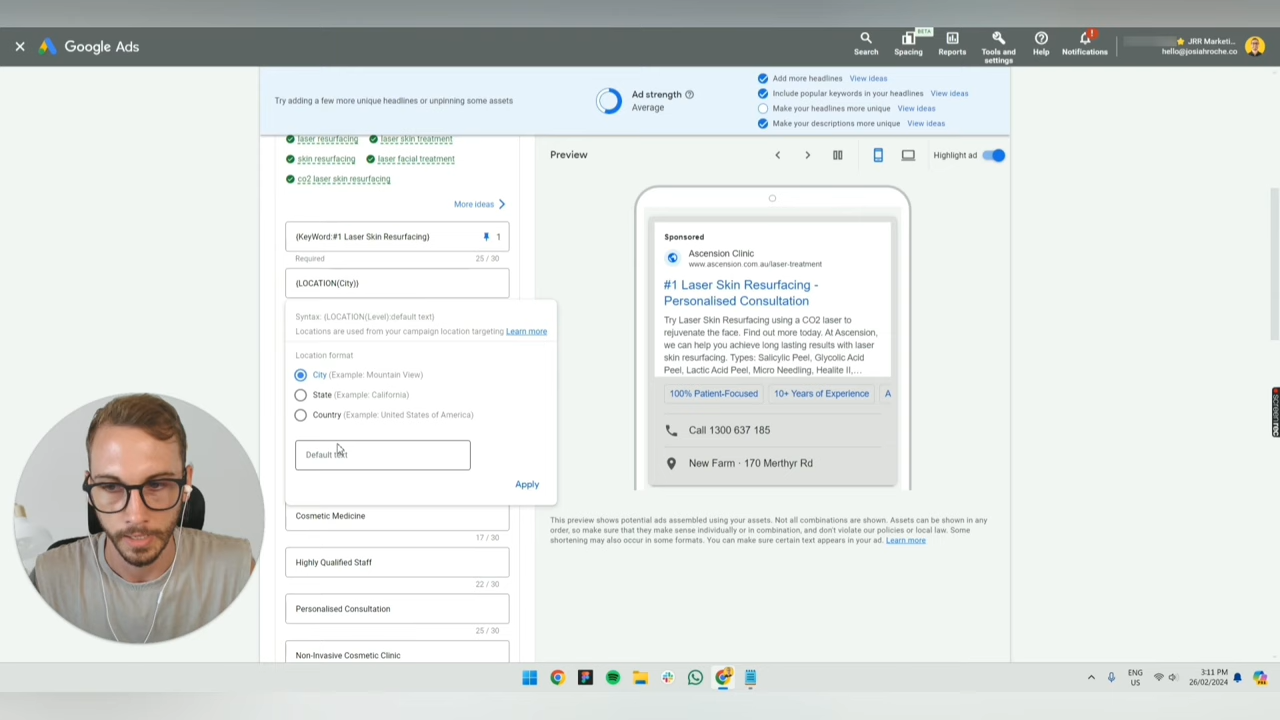 Google Ads
Search
BETA
Spacing
Reports
Tools and
settings
Help
Notifications
JRR Marketi...
hello@josiahroche.co
Try adding a few more unique headlines or unpinning some assets
Ad strength
Average
Add more headlines View ideas
Include popular keywords in your headlines View ideas
Make your headlines more unique View ideas
Make your descriptions more unique View ideas
laser resurfacing laser skin treatment
skin resurfacing laser facial treatment
co2 laser skin resurfacing
More ideas
{KeyWord:#1 Laser Skin Resurfacing} 1
Required 25 / 30
{LOCATION(City)}
Syntax: {LOCATION(Level):default text}
Locations are used from your campaign location targeting Learn more
Location format
City (Example: Mountain View)
State (Example: California)
Country (Example: United States of America)
Default text
Apply
Cosmetic Medicine
17 / 30
Highly Qualified Staff
22 / 30
Personalised Consultation
25 / 30
Non-Invasive Cosmetic Clinic
Preview
Highlight ad
Sponsored
Ascension Clinic
www.ascension.com.au/laser-treatment
#1 Laser Skin Resurfacing -
Personalised Consultation
Try Laser Skin Resurfacing using a CO2 laser to
rejuvenate the face. Find out more today. At Ascension,
we can help you achieve long lasting results with laser
skin resurfacing. Types: Salicylic Peel, Glycolic Acid
Peel, Lactic Acid Peel, Micro Needling, Healite II,...
100% Patient-Focused 10+ Years of Experience A
Call 1300 637 185
New Farm · 170 Merthyr Rd
This preview shows potential ads assembled using your assets. Not all combinations are shown. Assets can be shown in any
order, so make sure that they make sense individually or in combination, and don't violate our policies or local law. Some
shortening may also occur in some formats. You can make sure certain text appears in your ad. Learn more
ENG
US
3:11 PM
26/02/2024